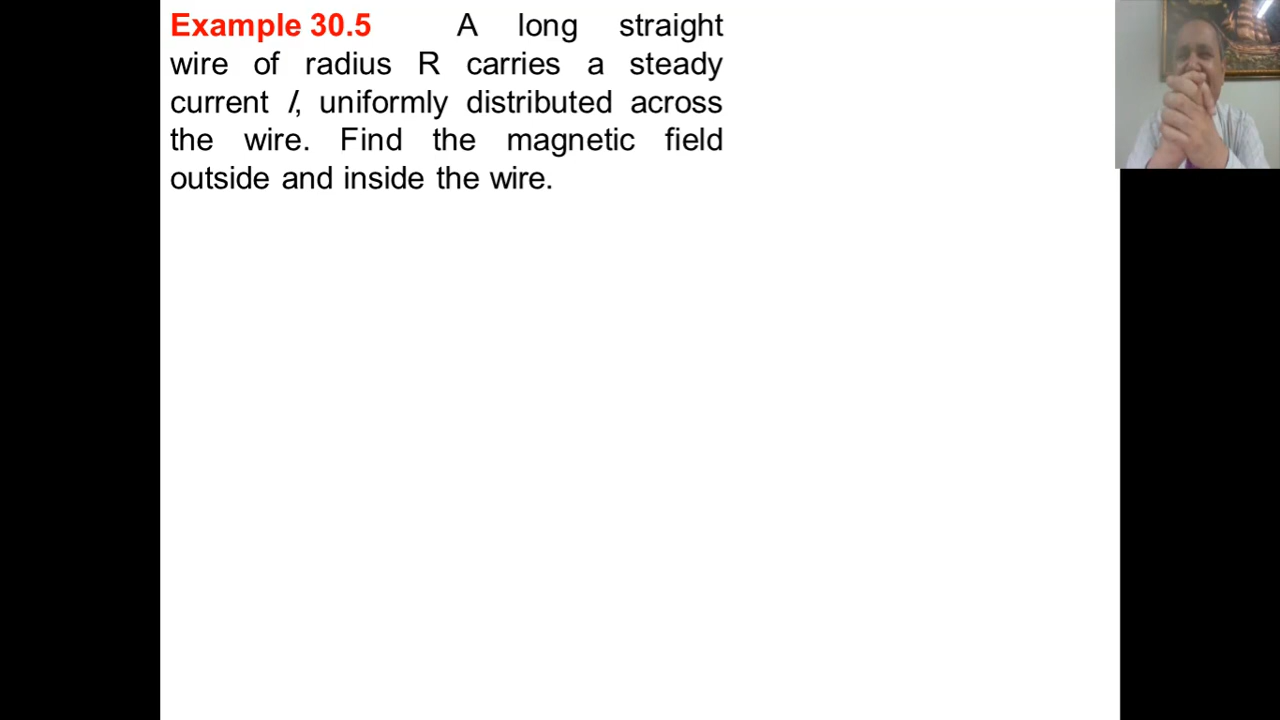 Example 30.5 A long straight
wire of radius R carries a steady
current I, uniformly distributed across
the wire. Find the magnetic field
outside and inside the wire.